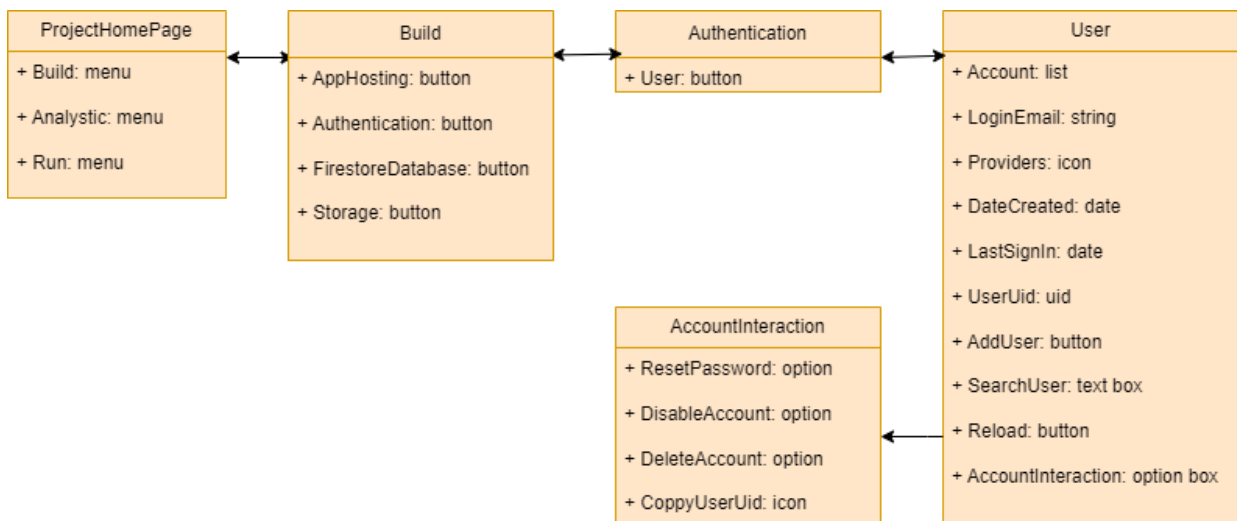 ProjectHomePage
+ Build: menu
+ Analystic: menu
+ Run: menu
Build
+ AppHosting: button
+ Authentication: button
+ FirestoreDatabase: button
+ Storage: button
Authentication
+ User: button
User
+ Account: list
+ LoginEmail: string
+ Providers: icon
+ DateCreated: date
+ LastSignIn: date
+ UserUid: uid
+ AddUser: button
+ SearchUser: text box
+ Reload: button
+ AccountInteraction: option box
AccountInteraction
+ ResetPassword: option
+ DisableAccount: option
+ DeleteAccount: option
+ CoppyUserUid: icon